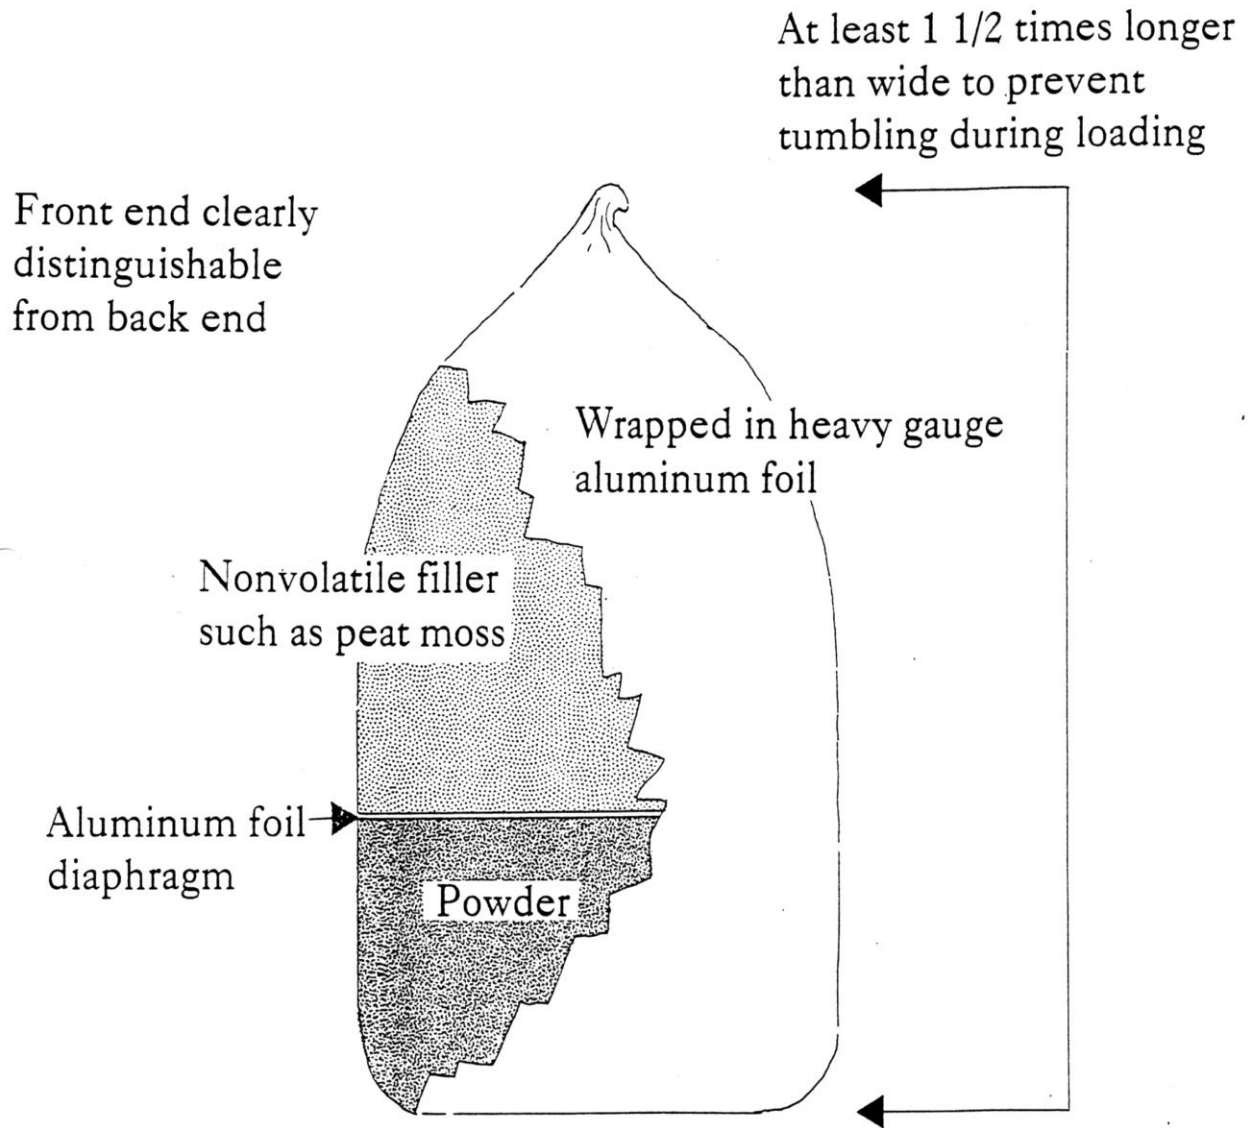 At least 1 1/2 times longer
than wide to prevent
tumbling during loading
Front end clearly
distinguishable
from back end
Wrapped in heavy gauge
aluminum foil
Nonvolatile filler
such as peat moss
Aluminum foil
diaphragm
Powder